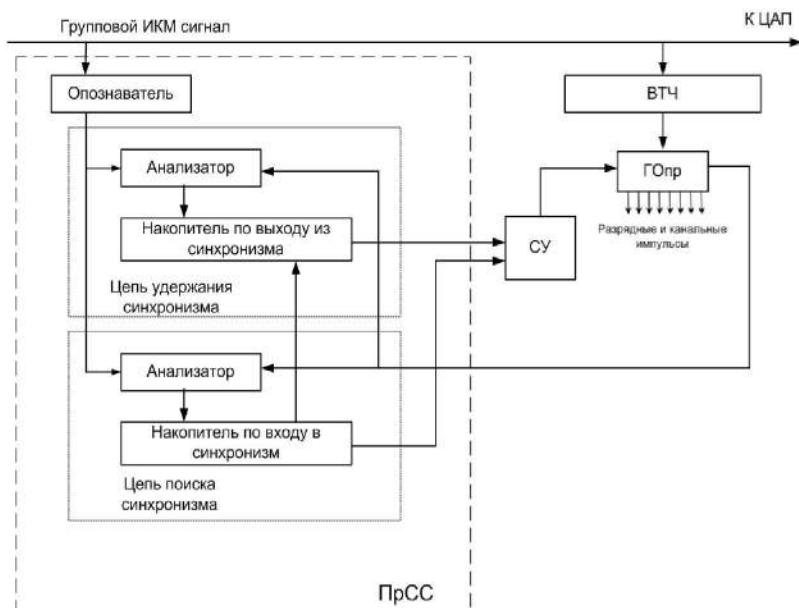 Групповой ИКМ сигнал
К ЦАП
Опознаватель
ВТЧ
Анализатор
ГОпр
Накопитель по выходу из
синхронизма
СУ
Разрядные и канальные
импульсы
Цепь удержания
синхронизма
Анализатор
Накопитель по входу в
синхронизм
Цепь поиска
синхронизма
ПрСС